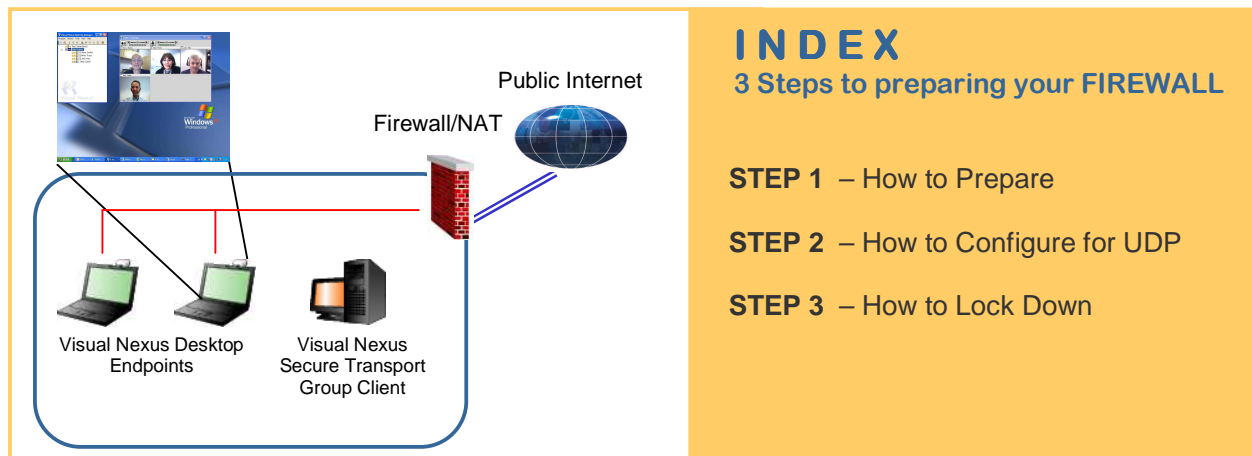 Public Internet
Firewall/NAT
Windows
Professional
Visual Nexus Desktop
Endpoints
Visual Nexus
Secure Transport
Group Client
INDEX
3 Steps to preparing your FIREWALL
STEP 1 – How to Prepare
STEP 2 – How to Configure for UDP
STEP 3 – How to Lock Down